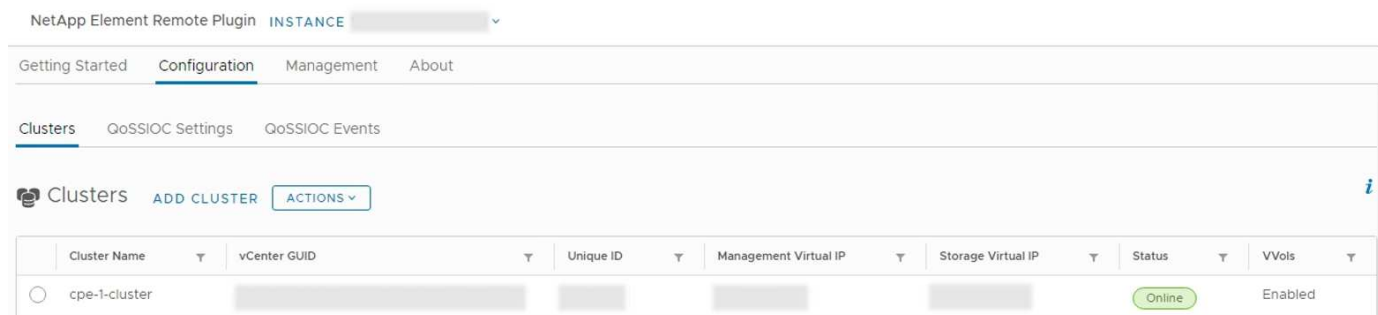 NetApp Element Remote Plugin INSTANCE
Getting Started Configuration Management About
Clusters QoSSIOC Settings QoSSIOC Events
Clusters ADD CLUSTER ACTIONS i
Cluster Name vCenter GUID Unique ID Management Virtual IP Storage Virtual IP Status VVols
cpe-1-cluster Online Enabled